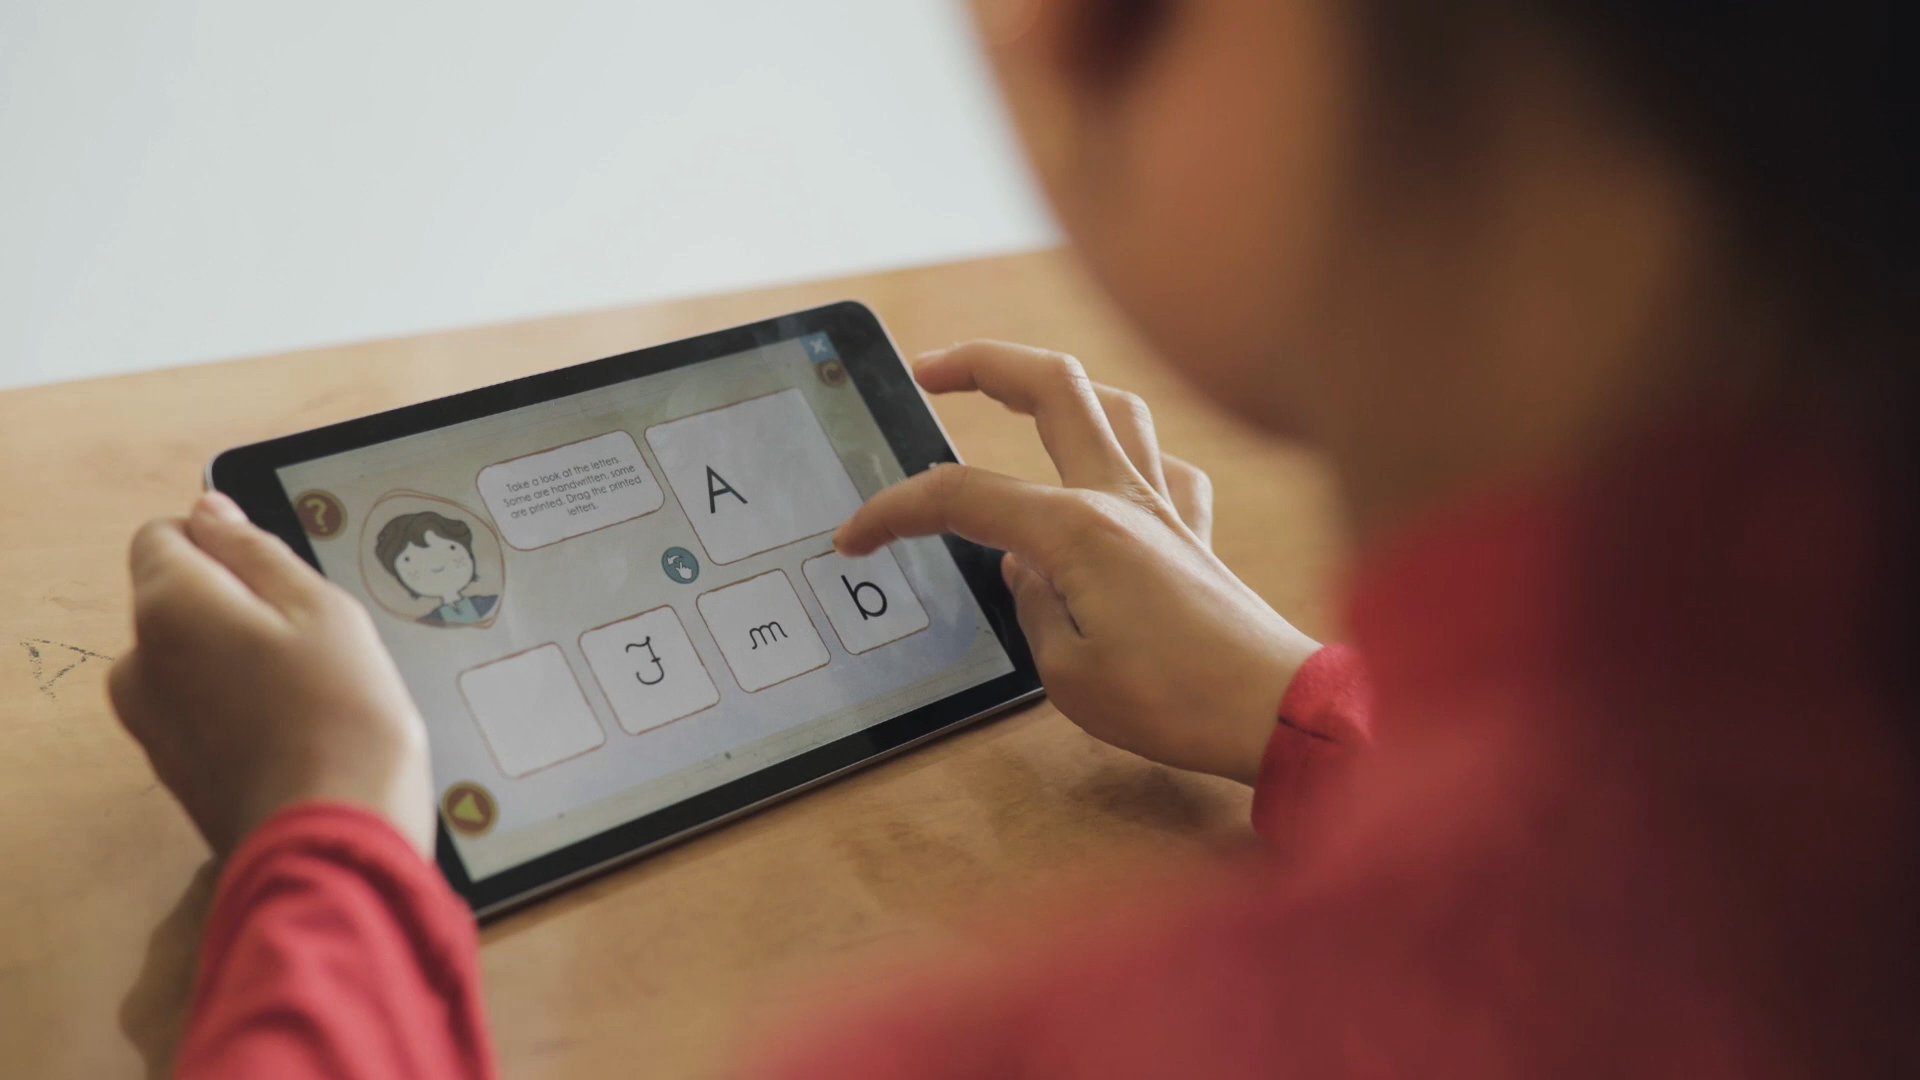 ?
Take a look at the letters.
Some are handwritten, some
are printed. Drag the printed
letters.
A
F m b
A